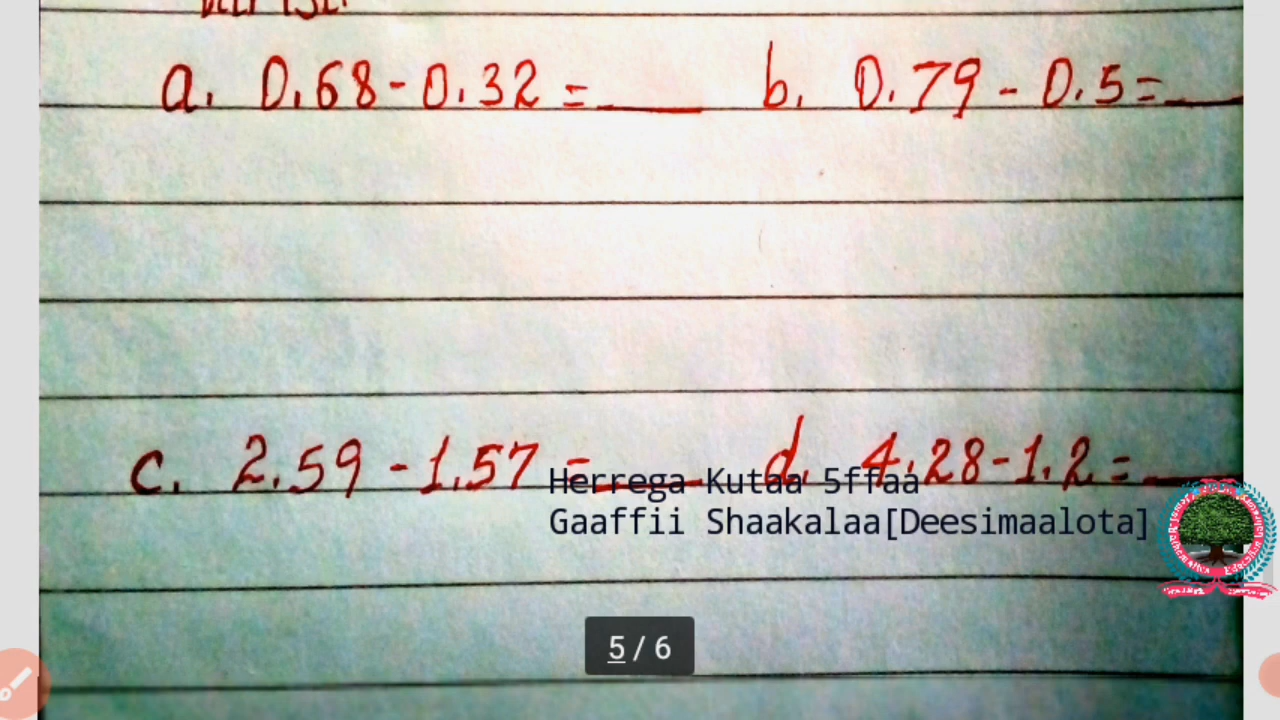 a. 0.68-0.32 = ___ b. 0.79 - 0.5 = ___
c. 2.59 - 1.57 = ___ d. 4.28-1.2 = ___
Herrega Kutaa 5ffaa
Gaaffii Shaakalaa[Deesimaalota]
5 / 6